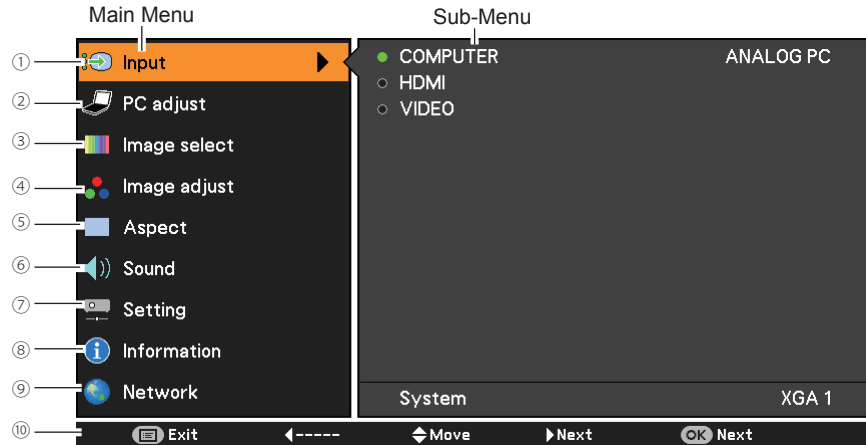 Main Menu Sub-Menu
① Input COMPUTER ANALOG PC
HDMI
② PC adjust VIDEO
③ Image select
④ Image adjust
⑤ Aspect
⑥ Sound
⑦ Setting
⑧ Information
⑨ Network System XGA 1
⑩ Exit ----- Move Next OK Next